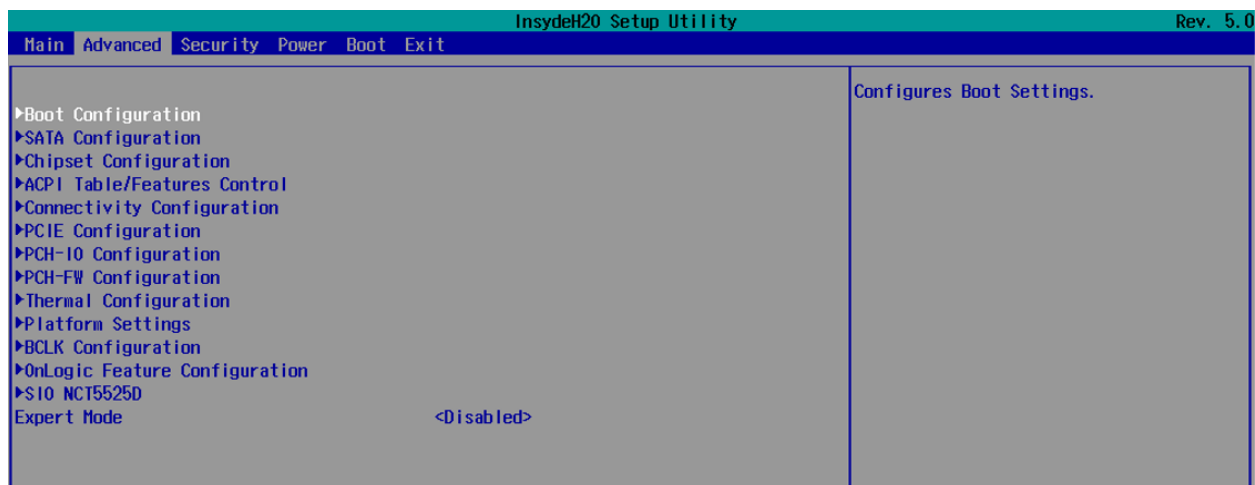 InsydeH2O Setup Utility Rev. 5.0
Main Advanced Security Power Boot Exit
Configures Boot Settings.
▶Boot Configuration
▶SATA Configuration
▶Chipset Configuration
▶ACPI Table/Features Control
▶Connectivity Configuration
▶PCIE Configuration
▶PCH-IO Configuration
▶PCH-FW Configuration
▶Thermal Configuration
▶Platform Settings
▶BCLK Configuration
▶OnLogic Feature Configuration
▶SIO NCT5525D
Expert Mode <Disabled>